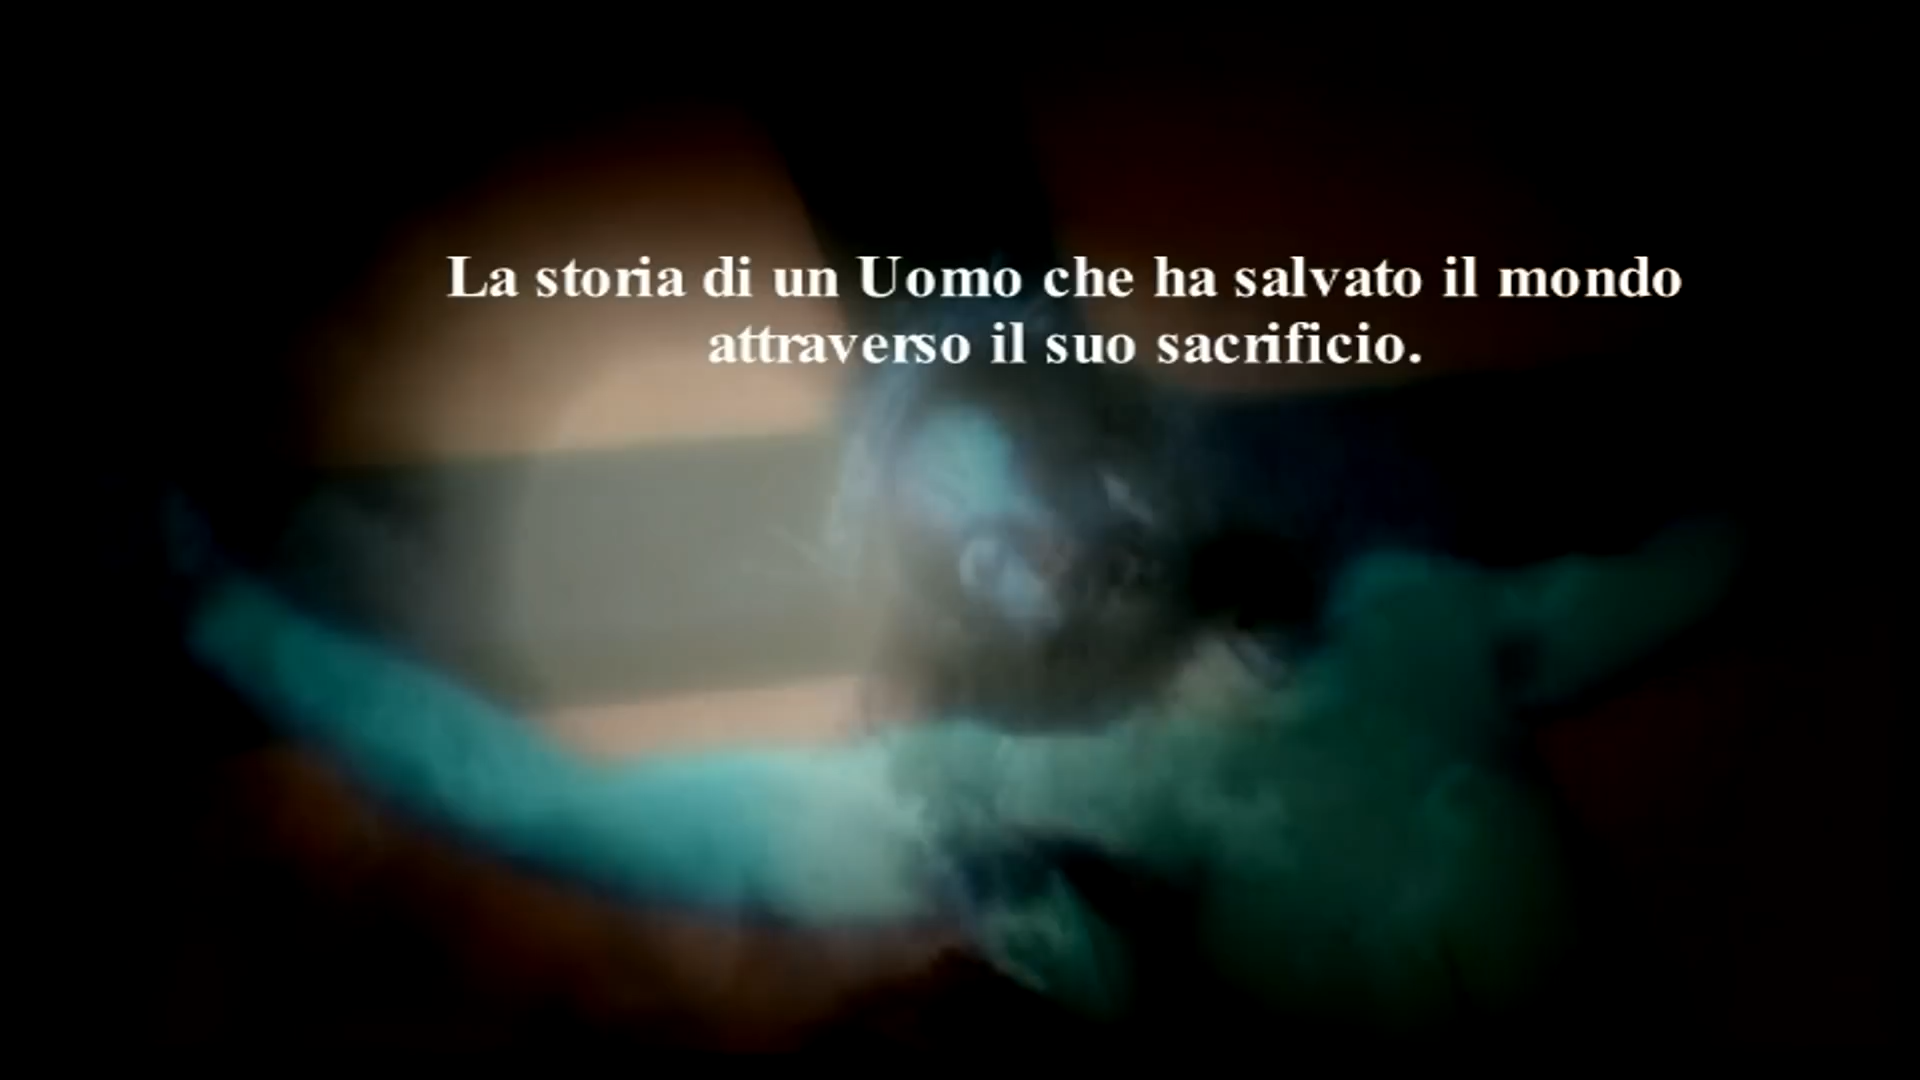 La storia di un Uomo che ha salvato il mondo
attraverso il suo sacrificio.